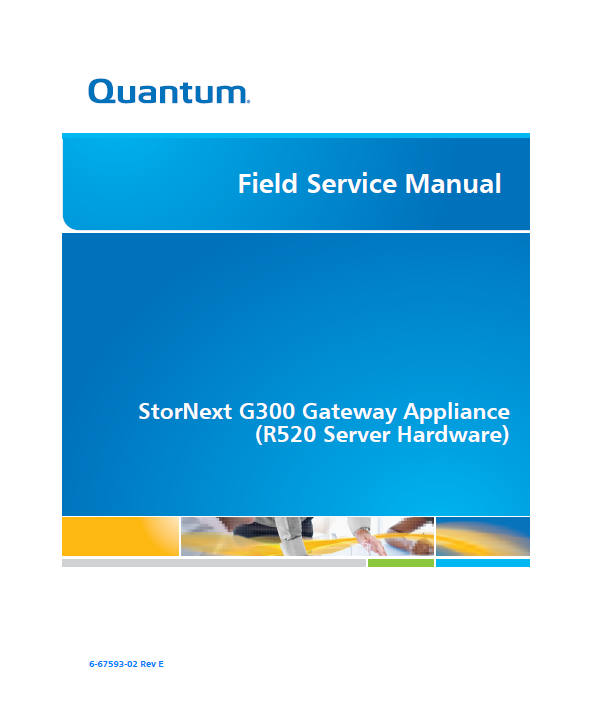 Quantum®
Field Service Manual
StorNext G300 Gateway Appliance
(R520 Server Hardware)
6-67593-02 Rev E